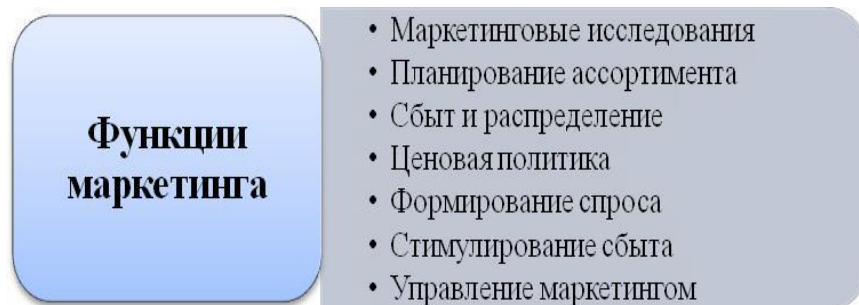 Функции
маркетинга
• Маркетинговые исследования
• Планирование ассортимента
• Сбыт и распределение
• Ценовая политика
• Формирование спроса
• Стимулирование сбыта
• Управление маркетингом